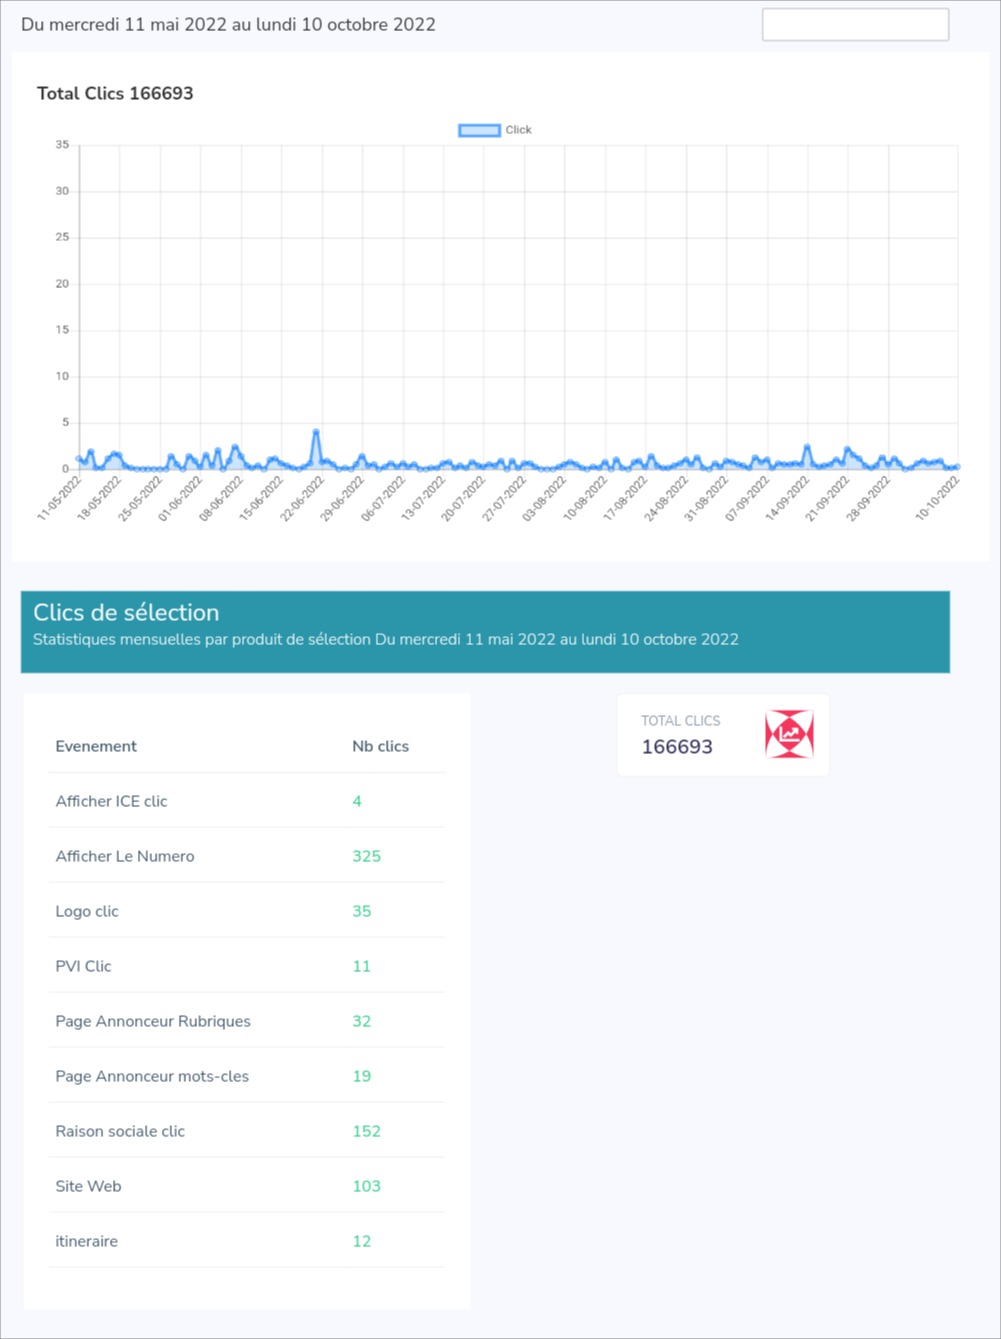 Du mercredi 11 mai 2022 au lundi 10 octobre 2022
Total Clics 166693
Click
35
30
25
20
15
10
5
0
11-05-2022
18-05-2022
25-05-2022
01-06-2022
08-06-2022
15-06-2022
22-06-2022
29-06-2022
06-07-2022
13-07-2022
20-07-2022
27-07-2022
03-08-2022
10-08-2022
17-08-2022
24-08-2022
31-08-2022
07-09-2022
14-09-2022
21-09-2022
28-09-2022
10-10-2022
Clics de sélection
Statistiques mensuelles par produit de sélection Du mercredi 11 mai 2022 au lundi 10 octobre 2022
TOTAL CLICS
166693
Evenement Nb clics
Afficher ICE clic 4
Afficher Le Numero 325
Logo clic 35
PVI Clic 11
Page Annonceur Rubriques 32
Page Annonceur mots-cles 19
Raison sociale clic 152
Site Web 103
itineraire 12